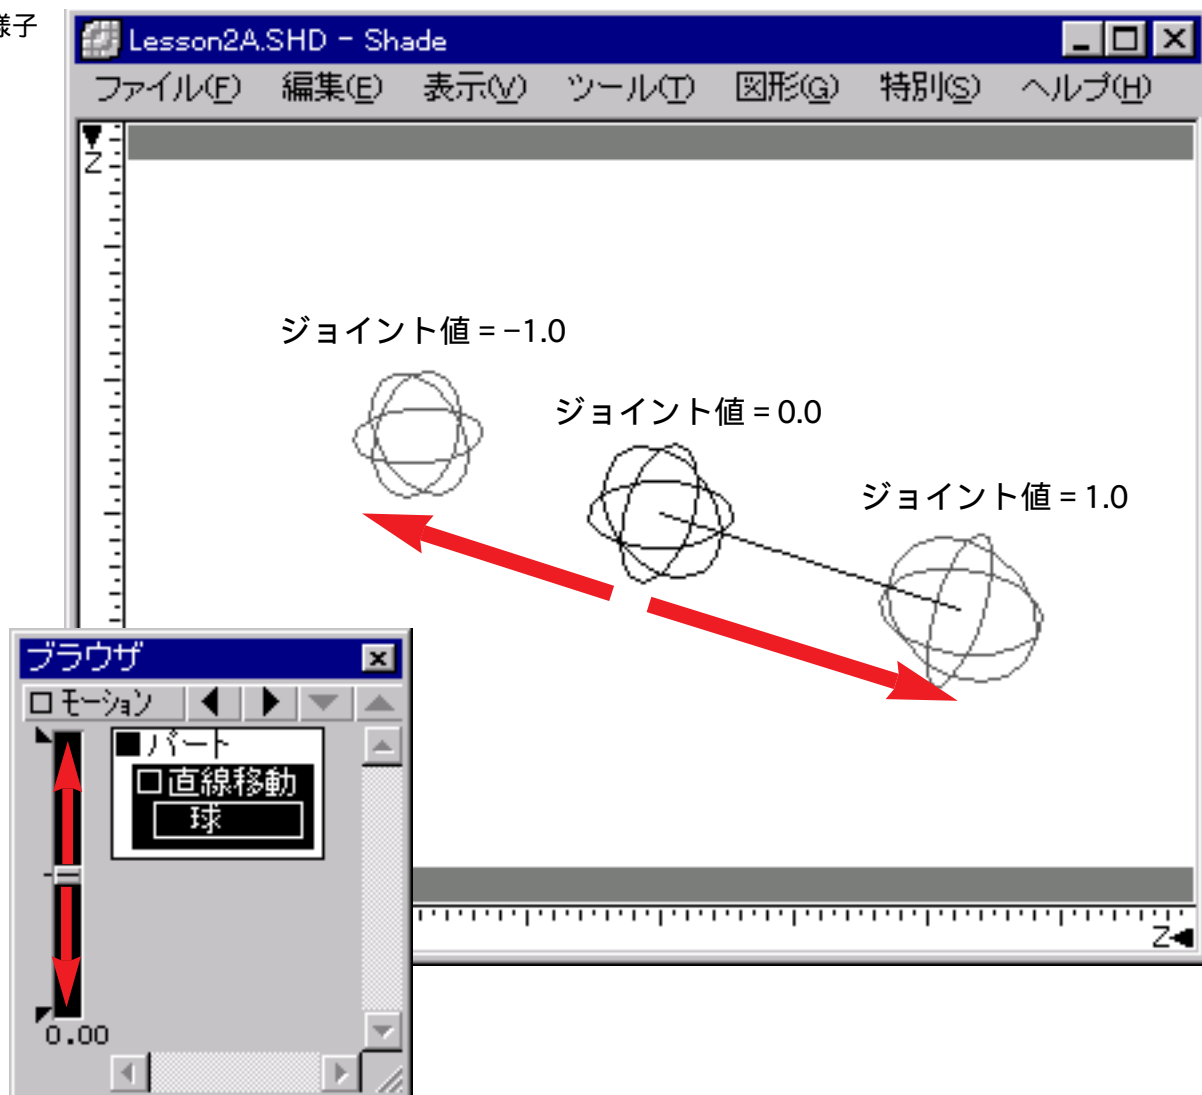 様子
Lesson2A.SHD - Shade
ファイル(F) 編集(E) 表示(V) ツール(T) 図形(G) 特別(S) ヘルプ(H)
Z
ジョイント値 = −1.0
ジョイント値 = 0.0
ジョイント値 = 1.0
ブラウザ
モーション
パート
直線移動
球
0.00
Z